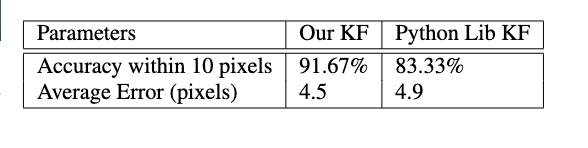 Parameters Our KF Python Lib KF
Accuracy within 10 pixels 91.67% 83.33%
Average Error (pixels) 4.5 4.9